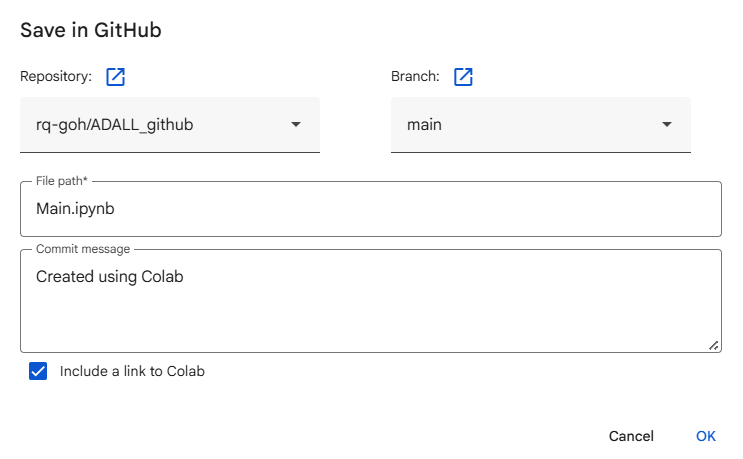 Save in GitHub
Repository:
Branch:
rq-goh/ADALL_github
main
File path*
Main.ipynb
Commit message
Created using Colab
Include a link to Colab
Cancel
OK